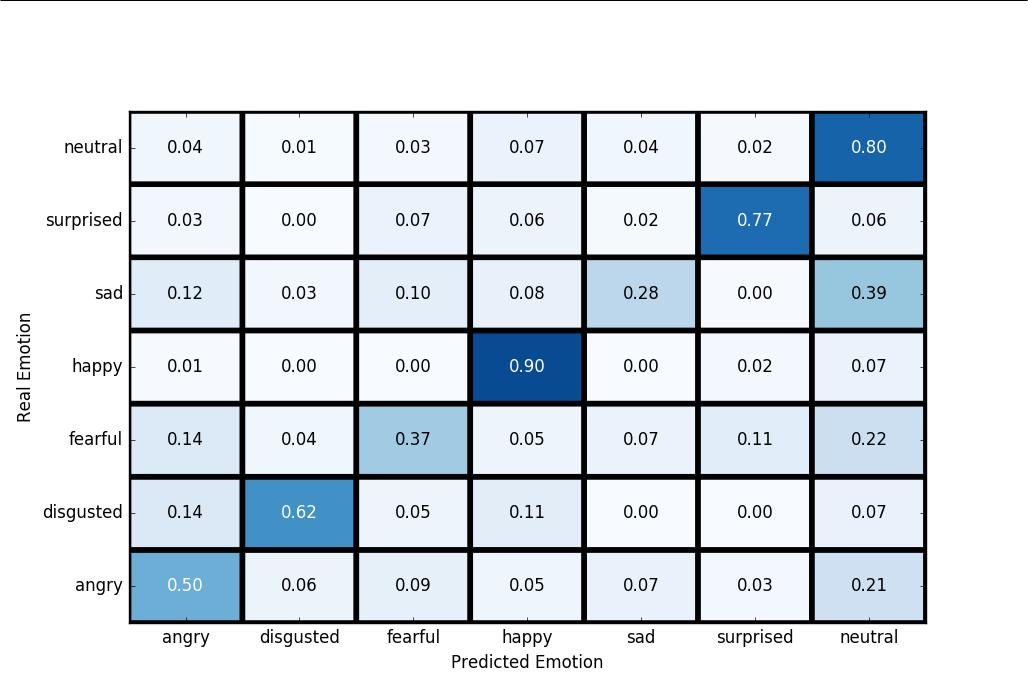 neutral 0.04 0.01 0.03 0.07 0.04 0.02 0.80
surprised 0.03 0.00 0.07 0.06 0.02 0.77 0.06
sad 0.12 0.03 0.10 0.08 0.28 0.00 0.39
happy 0.01 0.00 0.00 0.90 0.00 0.02 0.07
fearful 0.14 0.04 0.37 0.05 0.07 0.11 0.22
disgusted 0.14 0.62 0.05 0.11 0.00 0.00 0.07
angry 0.50 0.06 0.09 0.05 0.07 0.03 0.21
angry disgusted fearful happy sad surprised neutral
Predicted Emotion
Real Emotion